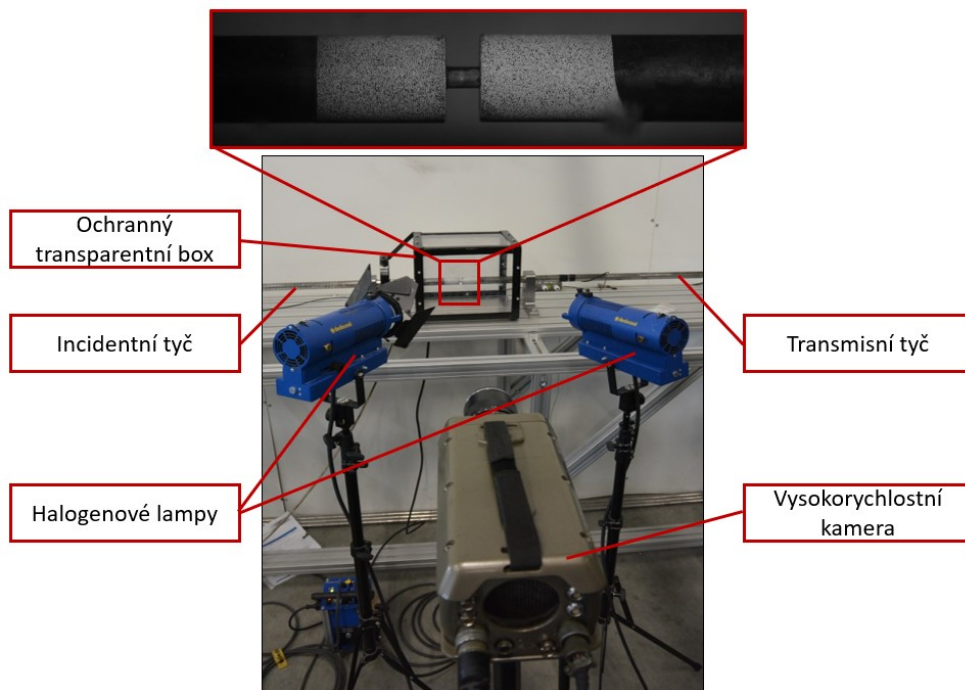 Ochranný
transparentní box
Incidentní tyč
Transmisní tyč
Halogenové lampy
Vysokorychlostní
kamera